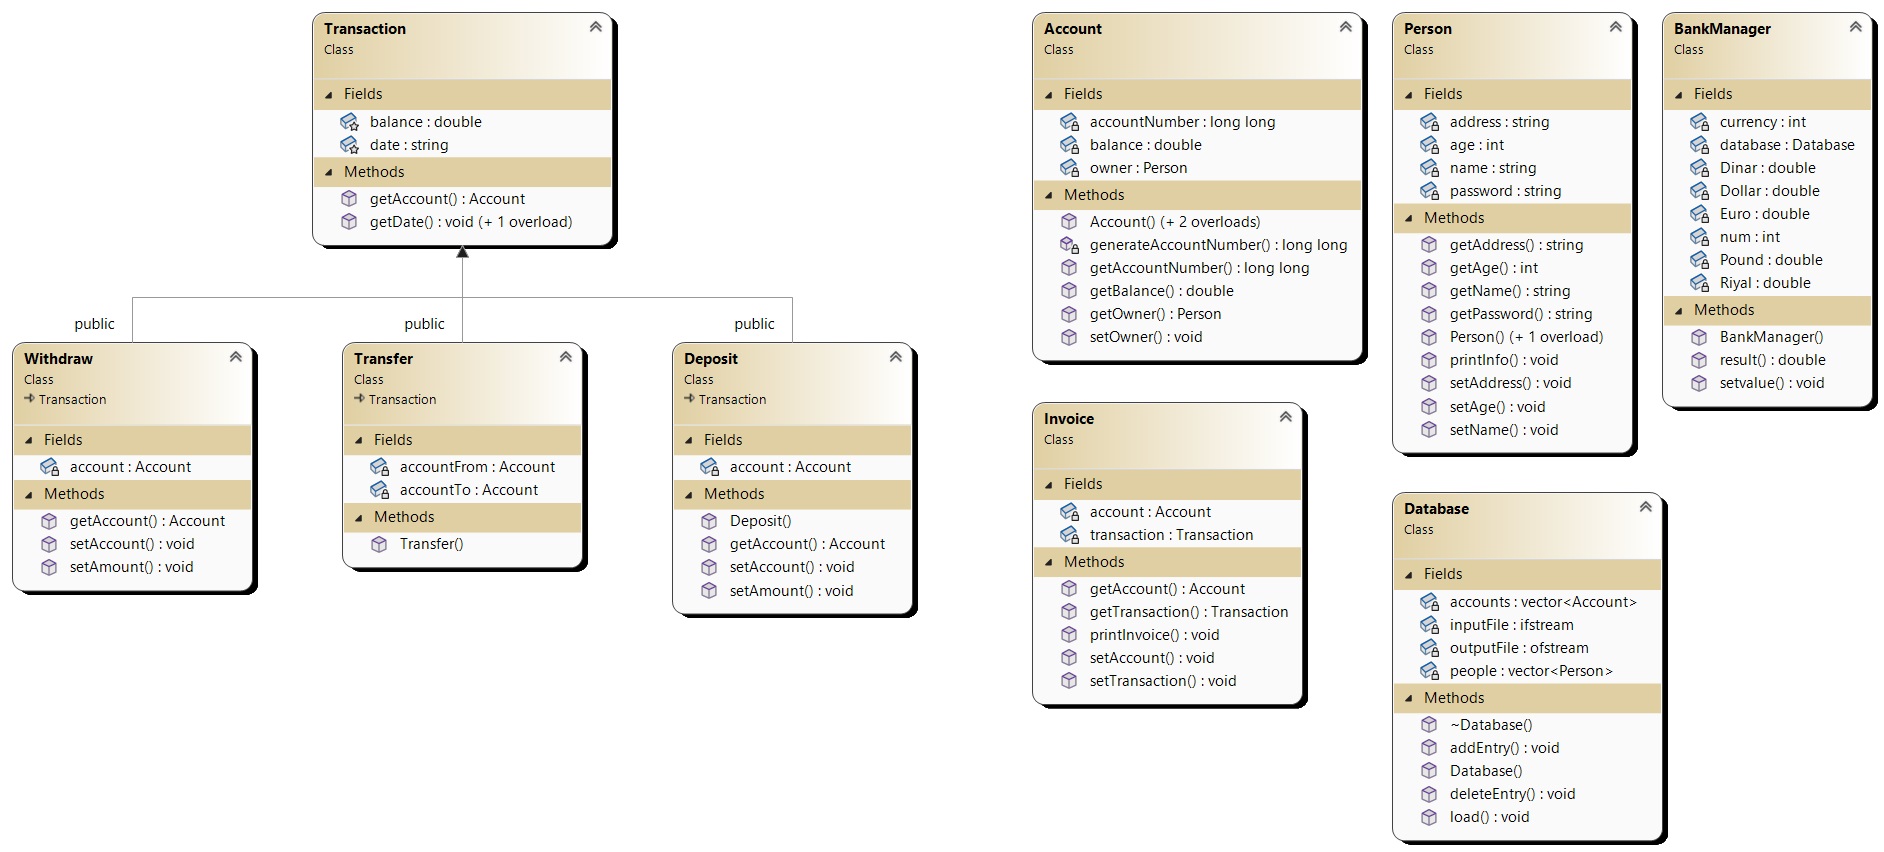 Transaction
Class
Fields
balance : double
date : string
Methods
getAccount() : Account
getDate() : void (+ 1 overload)
public
public
public
Withdraw
Class
Transaction
Fields
account : Account
Methods
getAccount() : Account
setAccount() : void
setAmount() : void
Transfer
Class
Transaction
Fields
accountFrom : Account
accountTo : Account
Methods
Transfer()
Deposit
Class
Transaction
Fields
account : Account
Methods
Deposit()
getAccount() : Account
setAccount() : void
setAmount() : void
Account
Class
Fields
accountNumber : long long
balance : double
owner : Person
Methods
Account() (+ 2 overloads)
generateAccountNumber() : long long
getAccountNumber() : long long
getBalance() : double
getOwner() : Person
setOwner() : void
Invoice
Class
Fields
account : Account
transaction : Transaction
Methods
getAccount() : Account
getTransaction() : Transaction
printInvoice() : void
setAccount() : void
setTransaction() : void
Person
Class
Fields
address : string
age : int
name : string
password : string
Methods
getAddress() : string
getAge() : int
getName() : string
getPassword() : string
Person() (+ 1 overload)
printInfo() : void
setAddress() : void
setAge() : void
setName() : void
BankManager
Class
Fields
currency : int
database : Database
Dinar : double
Dollar : double
Euro : double
num : int
Pound : double
Riyal : double
Methods
BankManager()
result() : double
setvalue() : void
Database
Class
Fields
accounts : vector<Account>
inputFile : ifstream
outputFile : ofstream
people : vector<Person>
Methods
~Database()
addEntry() : void
Database()
deleteEntry() : void
load() : void